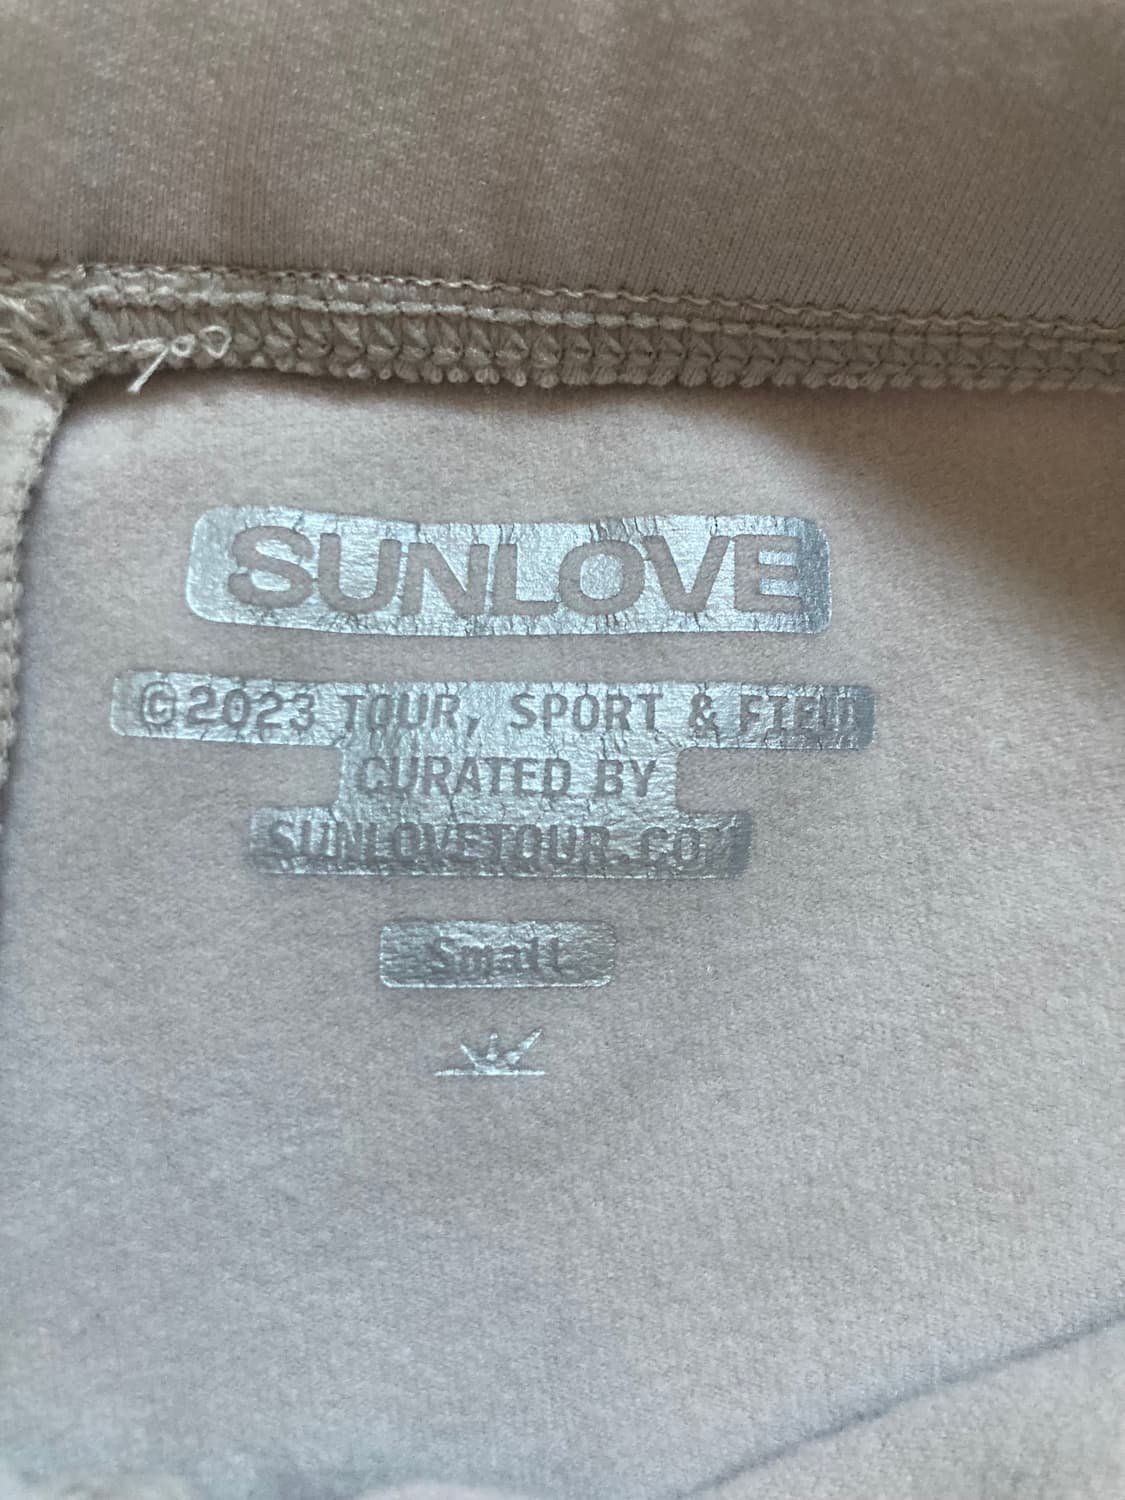 SUNLOVE
©2023 TOUR, SPORT & FIELD
CURATED BY
SUNLOVETOUR.COM
Small